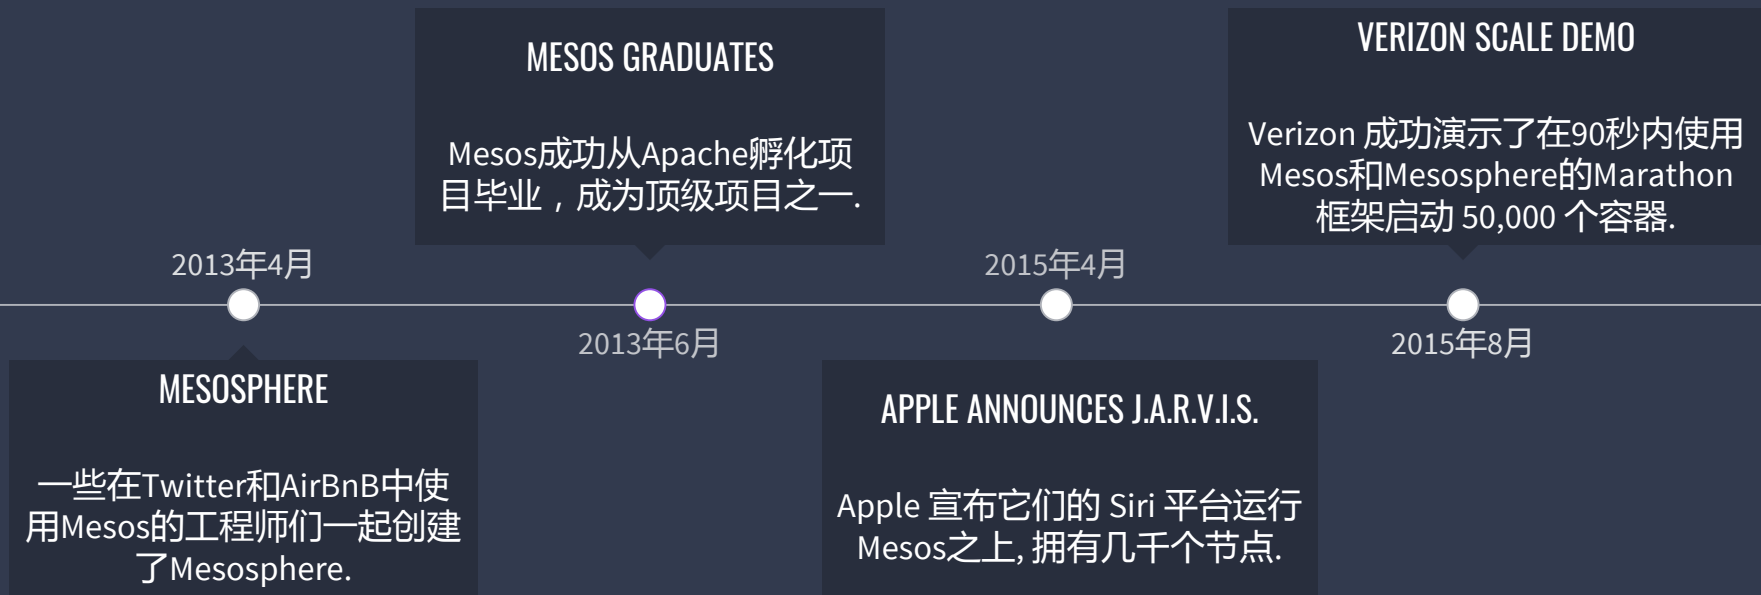 2013年4月
MESOSPHERE
一些在Twitter和AirBnB中使
用Mesos的工程师们一起创建
了Mesosphere.
MESOS GRADUATES
Mesos成功从Apache孵化项
目毕业，成为顶级项目之一.
2013年6月
2015年4月
APPLE ANNOUNCES J.A.R.V.I.S.
Apple 宣布它们的 Siri 平台运行
Mesos之上, 拥有几千个节点.
VERIZON SCALE DEMO
Verizon 成功演示了在90秒内使用
Mesos和Mesosphere的Marathon
框架启动 50,000 个容器.
2015年8月